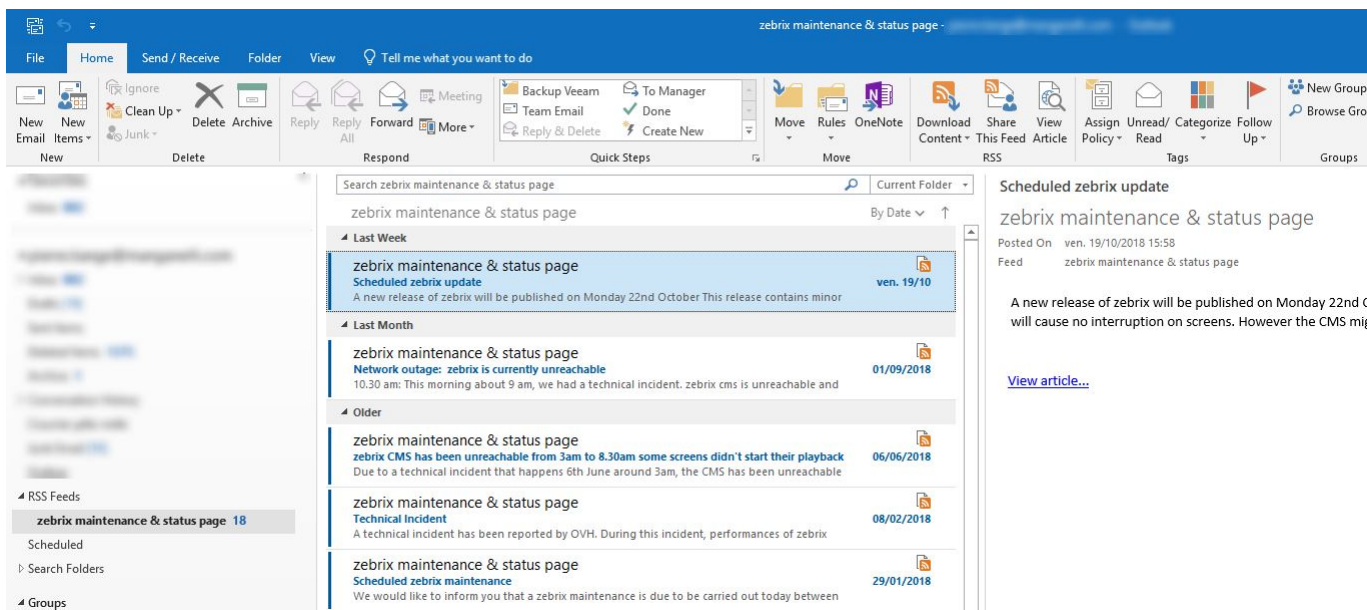 zebrix maintenance & status page -
File Home Send / Receive Folder View Tell me what you want to do
New Email
New Items
Ignore
Clean Up
Junk
Delete
Archive
Reply
Reply All
Forward
Meeting
More
Backup Veeam
Team Email
Reply & Delete
To Manager
Done
Create New
Move
Rules
OneNote
Download Content
Share This Feed
View Article
Assign Policy
Unread/ Read
Categorize
Follow Up
New Group
Browse Gro
New Delete Respond Quick Steps Move RSS Tags Groups
RSS Feeds
zebrix maintenance & status page 18
Scheduled
Search Folders
Groups
Search zebrix maintenance & status page Current Folder
zebrix maintenance & status page By Date
Last Week
zebrix maintenance & status page
Scheduled zebrix update ven. 19/10
A new release of zebrix will be published on Monday 22nd October This release contains minor
Last Month
zebrix maintenance & status page
Network outage: zebrix is currently unreachable 01/09/2018
10.30 am: This morning about 9 am, we had a technical incident. zebrix cms is unreachable and
Older
zebrix maintenance & status page
zebrix CMS has been unreachable from 3am to 8.30am some screens didn't start their playback 06/06/2018
Due to a technical incident that happens 6th June around 3am, the CMS has been unreachable
zebrix maintenance & status page
Technical Incident 08/02/2018
A technical incident has been reported by OVH. During this incident, performances of zebrix
zebrix maintenance & status page
Scheduled zebrix maintenance 29/01/2018
We would like to inform you that a zebrix maintenance is due to be carried out today between
Scheduled zebrix update
zebrix maintenance & status page
Posted On ven. 19/10/2018 15:58
Feed zebrix maintenance & status page
A new release of zebrix will be published on Monday 22nd
will cause no interruption on screens. However the CMS mig
View article...